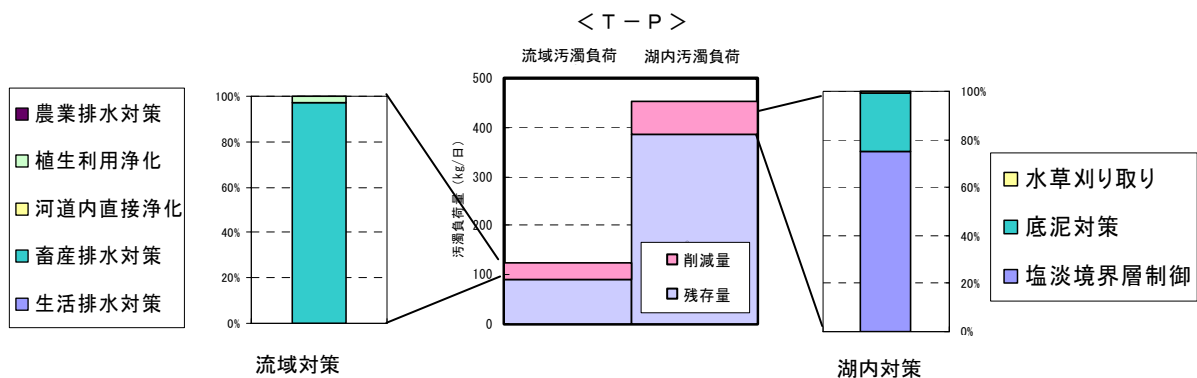 ＜Ｔ－Ｐ＞
流域汚濁負荷 湖内汚濁負荷
農業排水対策
植生利用浄化
河道内直接浄化
畜産排水対策
生活排水対策
100%
80%
60%
40%
20%
0%
流域対策
汚濁負荷量 (kg/日)
500
400
300
200
100
0
削減量
残存量
100%
80%
60%
40%
20%
0%
湖内対策
水草刈り取り
底泥対策
塩淡境界層制御